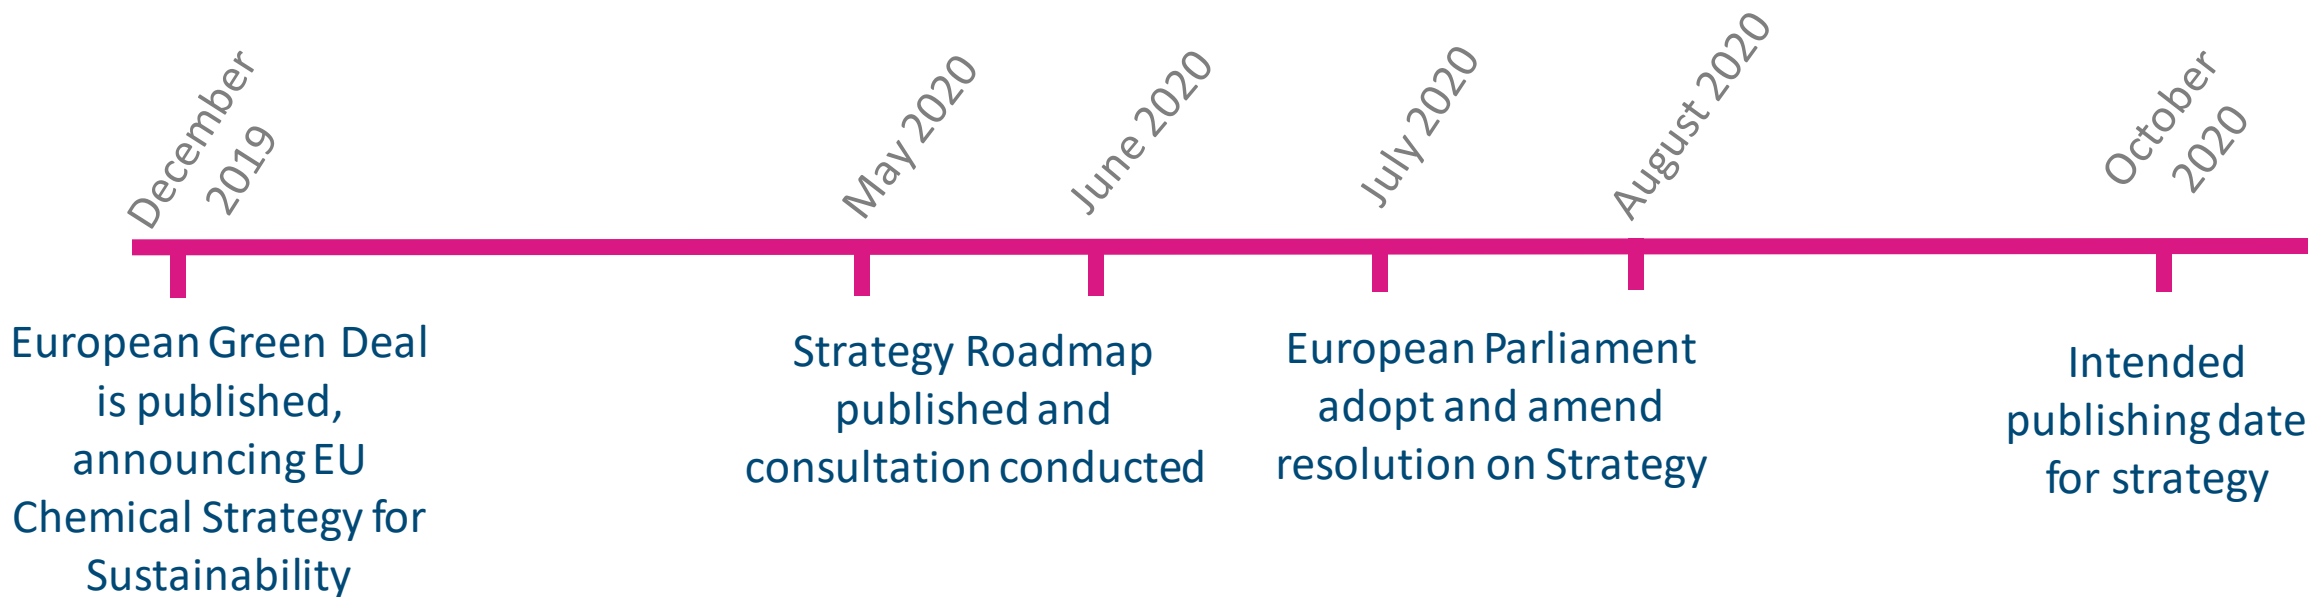 December
2019
May 2020
June 2020
July 2020
August 2020
October
2020
European Green Deal
is published,
announcing EU
Chemical Strategy for
Sustainability
Strategy Roadmap
published and
consultation conducted
European Parliament
adopt and amend
resolution on Strategy
Intended
publishing date
for strategy